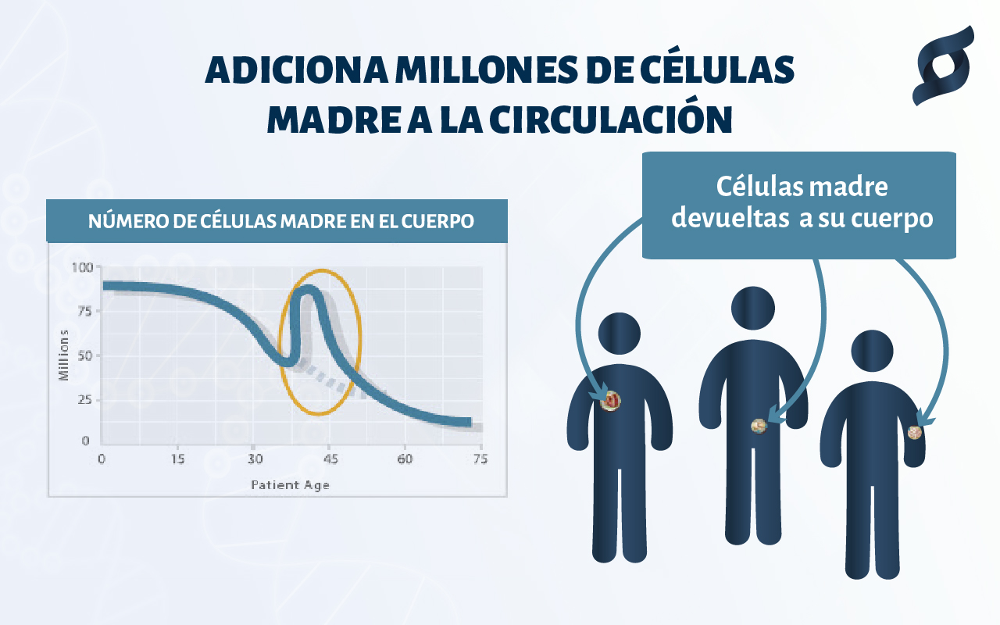 ADICIONA MILLONES DE CÉLULAS
MADRE A LA CIRCULACIÓN
NÚMERO DE CÉLULAS MADRE EN EL CUERPO
100
75
50
25
0
Millions
0 15 30 45 60 75
Patient Age
Células madre
devueltas a su cuerpo